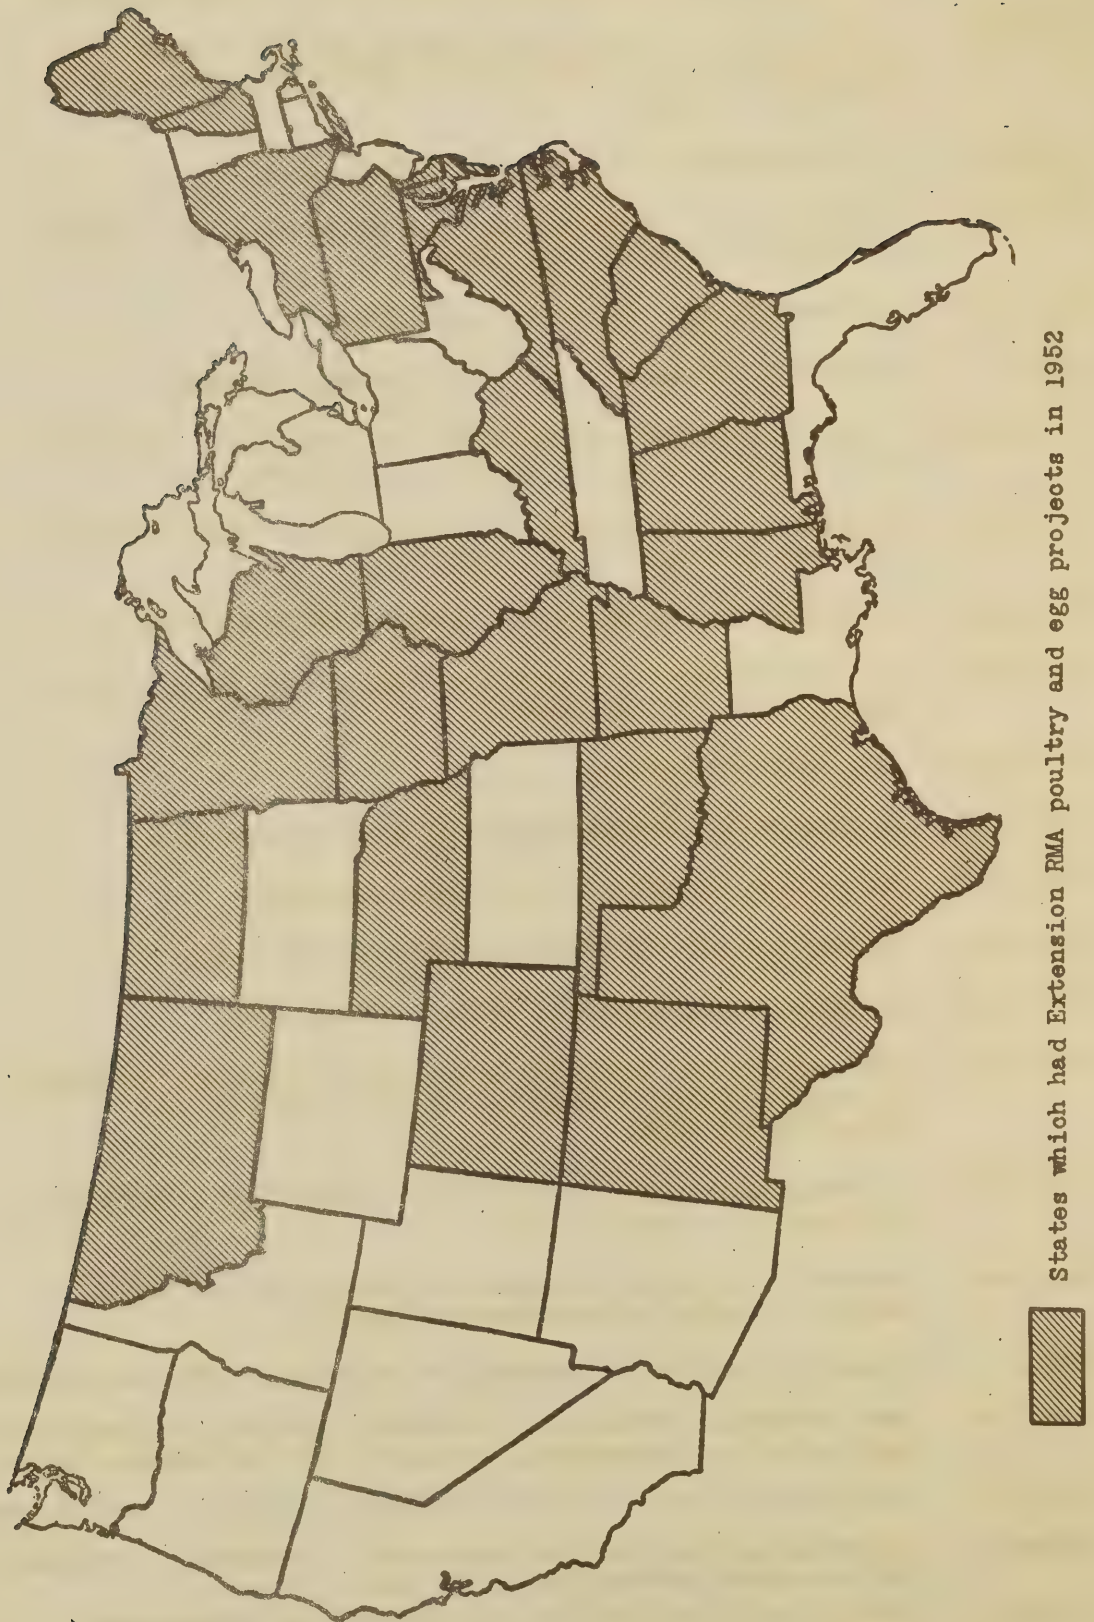 States which had Extension RMA poultry and egg projects in 1952